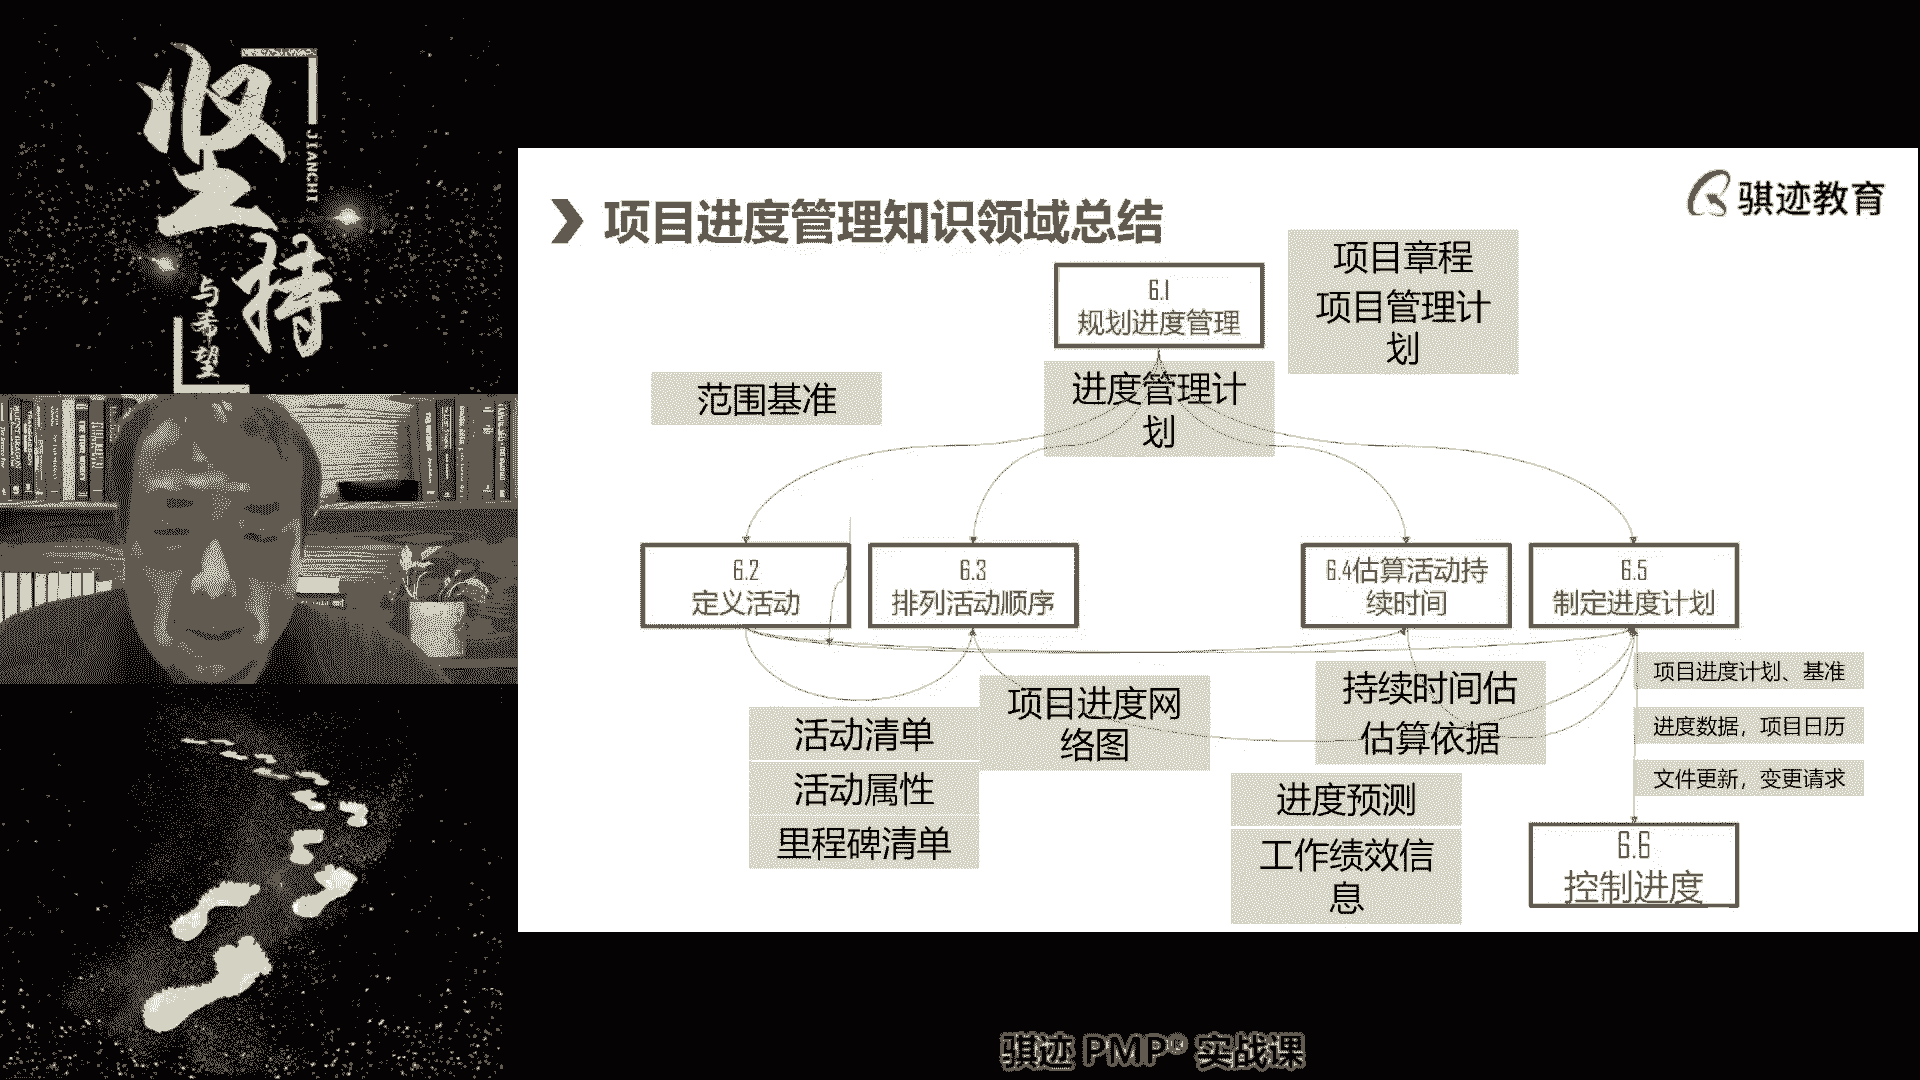 坚持
JIANCHI
与希望
骐迹教育
项目进度管理知识领域总结
项目章程
项目管理计
划
6.1
规划进度管理
范围基准
进度管理计
划
6.2
定义活动
6.3
排列活动顺序
6.4估算活动持
续时间
6.5
制定进度计划
项目进度计划、基准
进度数据，项目日历
文件更新，变更请求
持续时间估
估算依据
项目进度网
络图
活动清单
活动属性
里程碑清单
进度预测
工作绩效信
息
6.6
控制进度
骐迹 PMP® 实战课